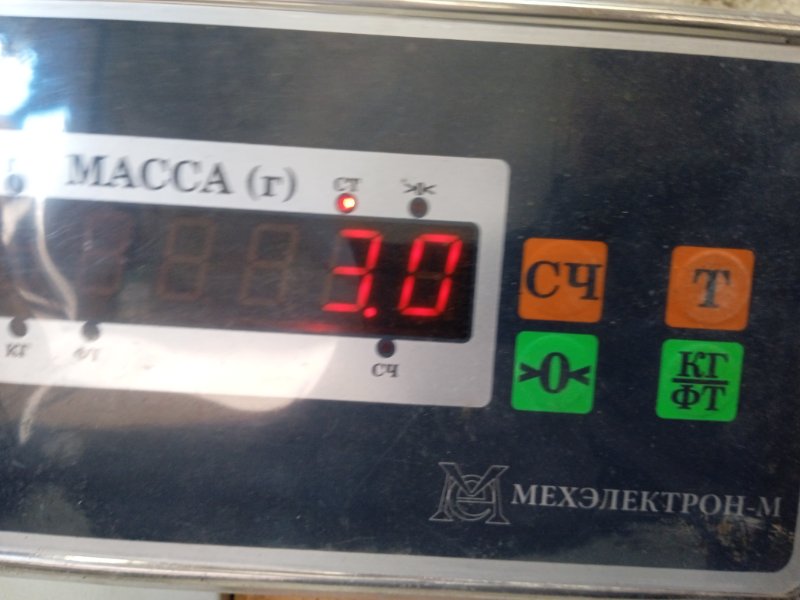 МАССА (г)
СТ >0<
3.0
КГ ФТ СЧ
СЧ Т
>0< КГ/ФТ
МЕХЭЛЕКТРОН-М